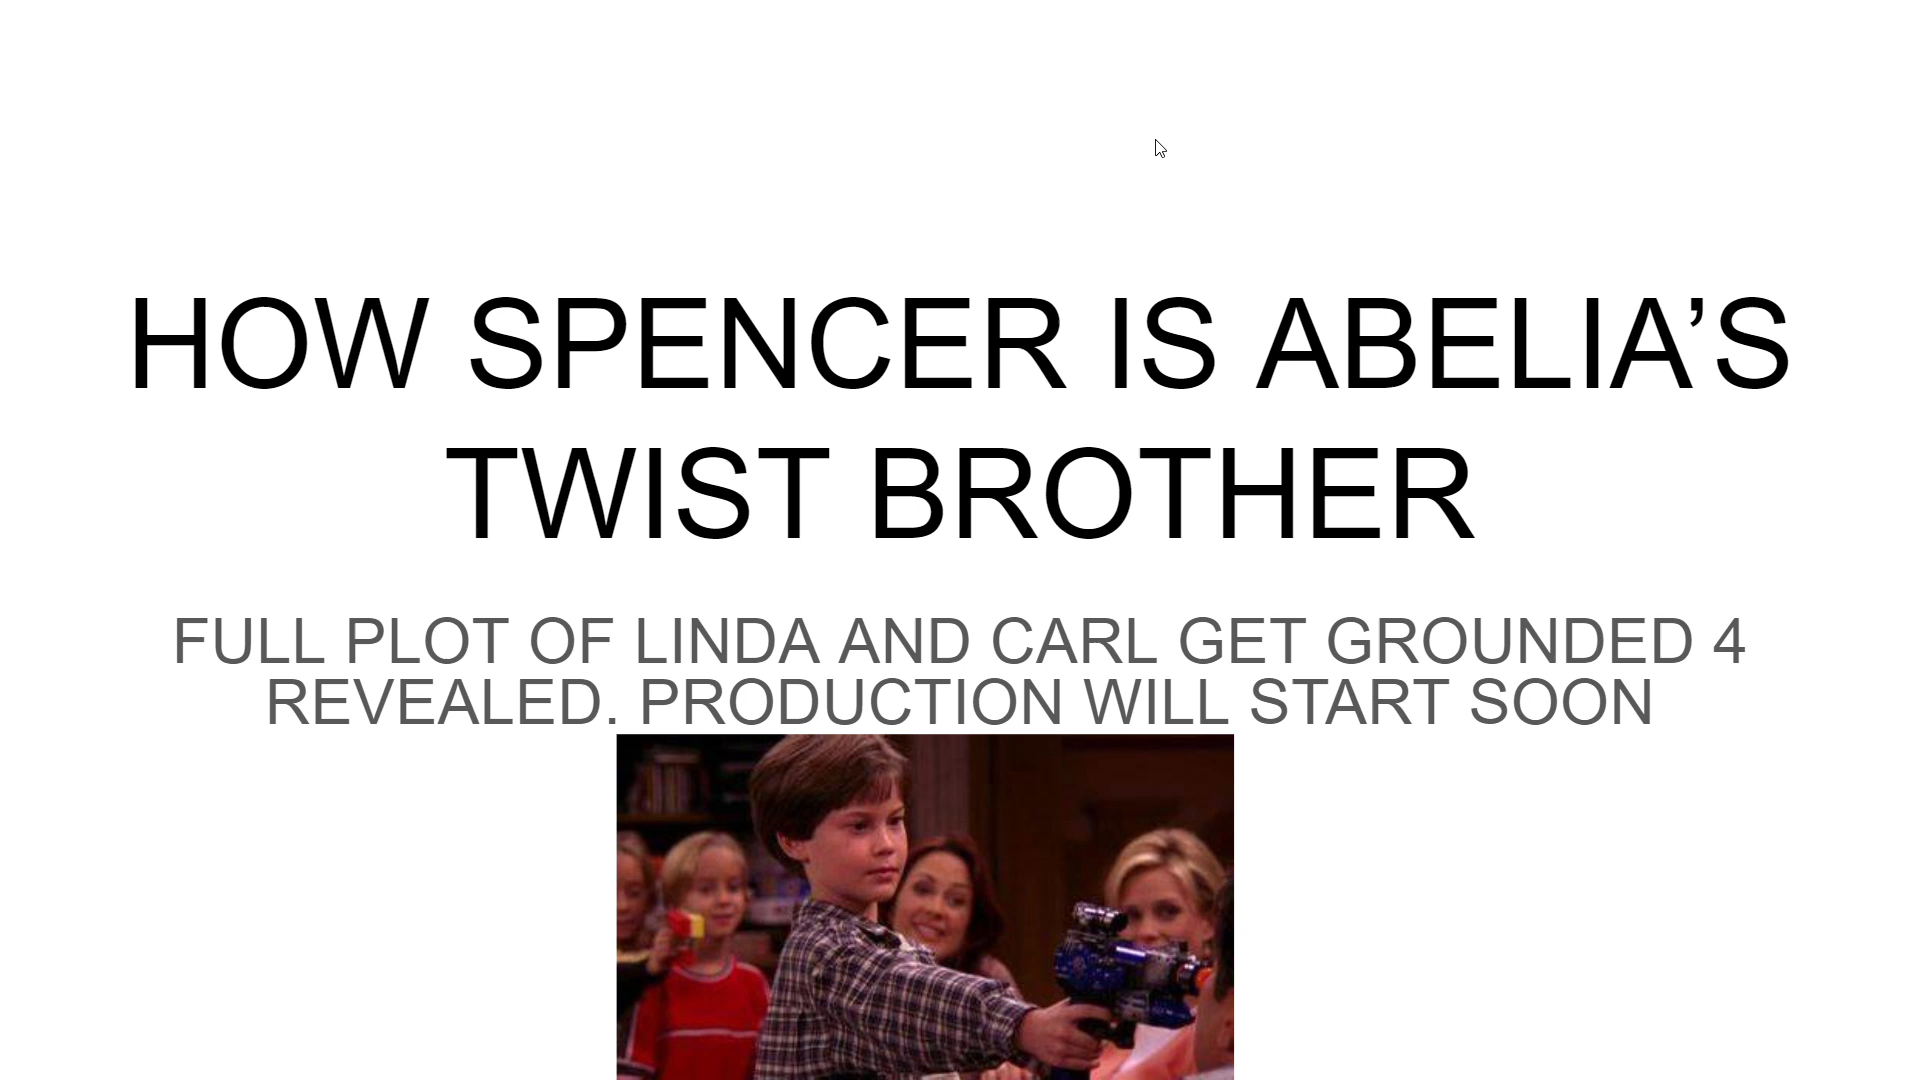 HOW SPENCER IS ABELIA’S
TWIST BROTHER
FULL PLOT OF LINDA AND CARL GET GROUNDED 4
REVEALED. PRODUCTION WILL START SOON